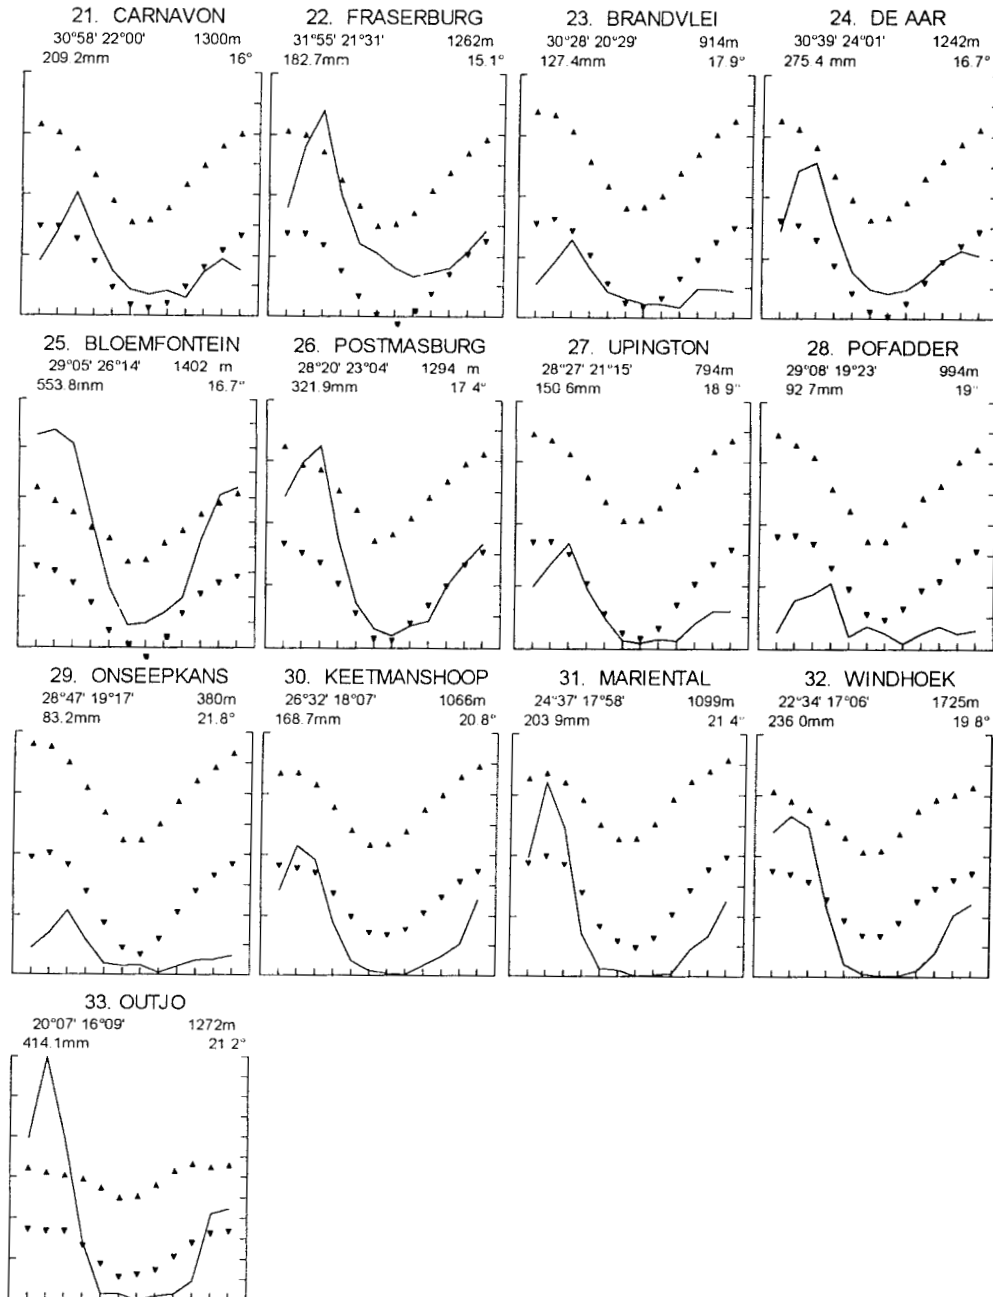 21. CARNAVON
30°58' 22°00' 1300m
209 2mm 16°
22. FRASERBURG
31°55' 21°31' 1262m
182.7mm 15.1°
23. BRANDVLEI
30°28' 20°29' 914m
127.4mm 17.9°
24. DE AAR
30°39' 24°01' 1242m
275 4 mm 16.7°
25. BLOEMFONTEIN
29°05' 26°14' 1402 m
553.8mm 16.7°
26. POSTMASBURG
28°20' 23°04' 1294 m
321.9mm 17 4°
27. UPINGTON
28°27' 21°15' 794m
150 6mm 18 9°
28. POFADDER
29°08' 19°23' 994m
92 7mm 19°
29. ONSEEPKANS
28°47' 19°17' 380m
83.2mm 21.8°
30. KEETMANSHOOP
26°32' 18°07' 1066m
168.7mm 20 8°
31. MARIENTAL
24°37' 17°58' 1099m
203 9mm 21 4°
32. WINDHOEK
22°34' 17°06' 1725m
236 0mm 19 8°
33. OUTJO
20°07' 16°09' 1272m
414.1mm 21 2°